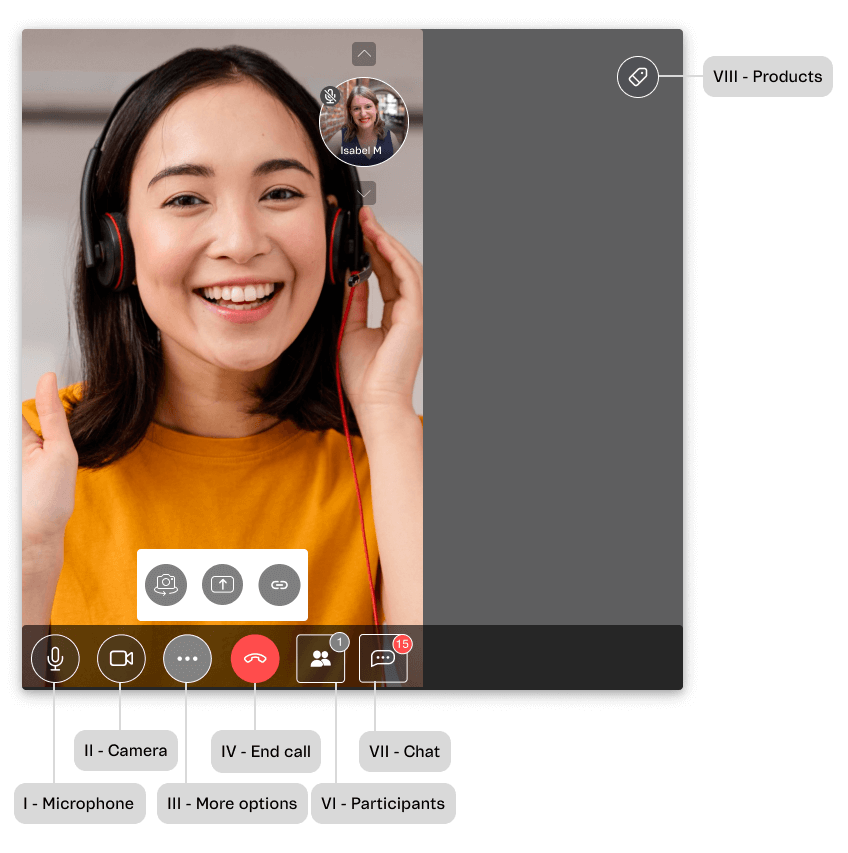 VIII - Products
Isabel M
1
15
II - Camera
IV - End call
VII - Chat
I - Microphone
III - More options
VI - Participants